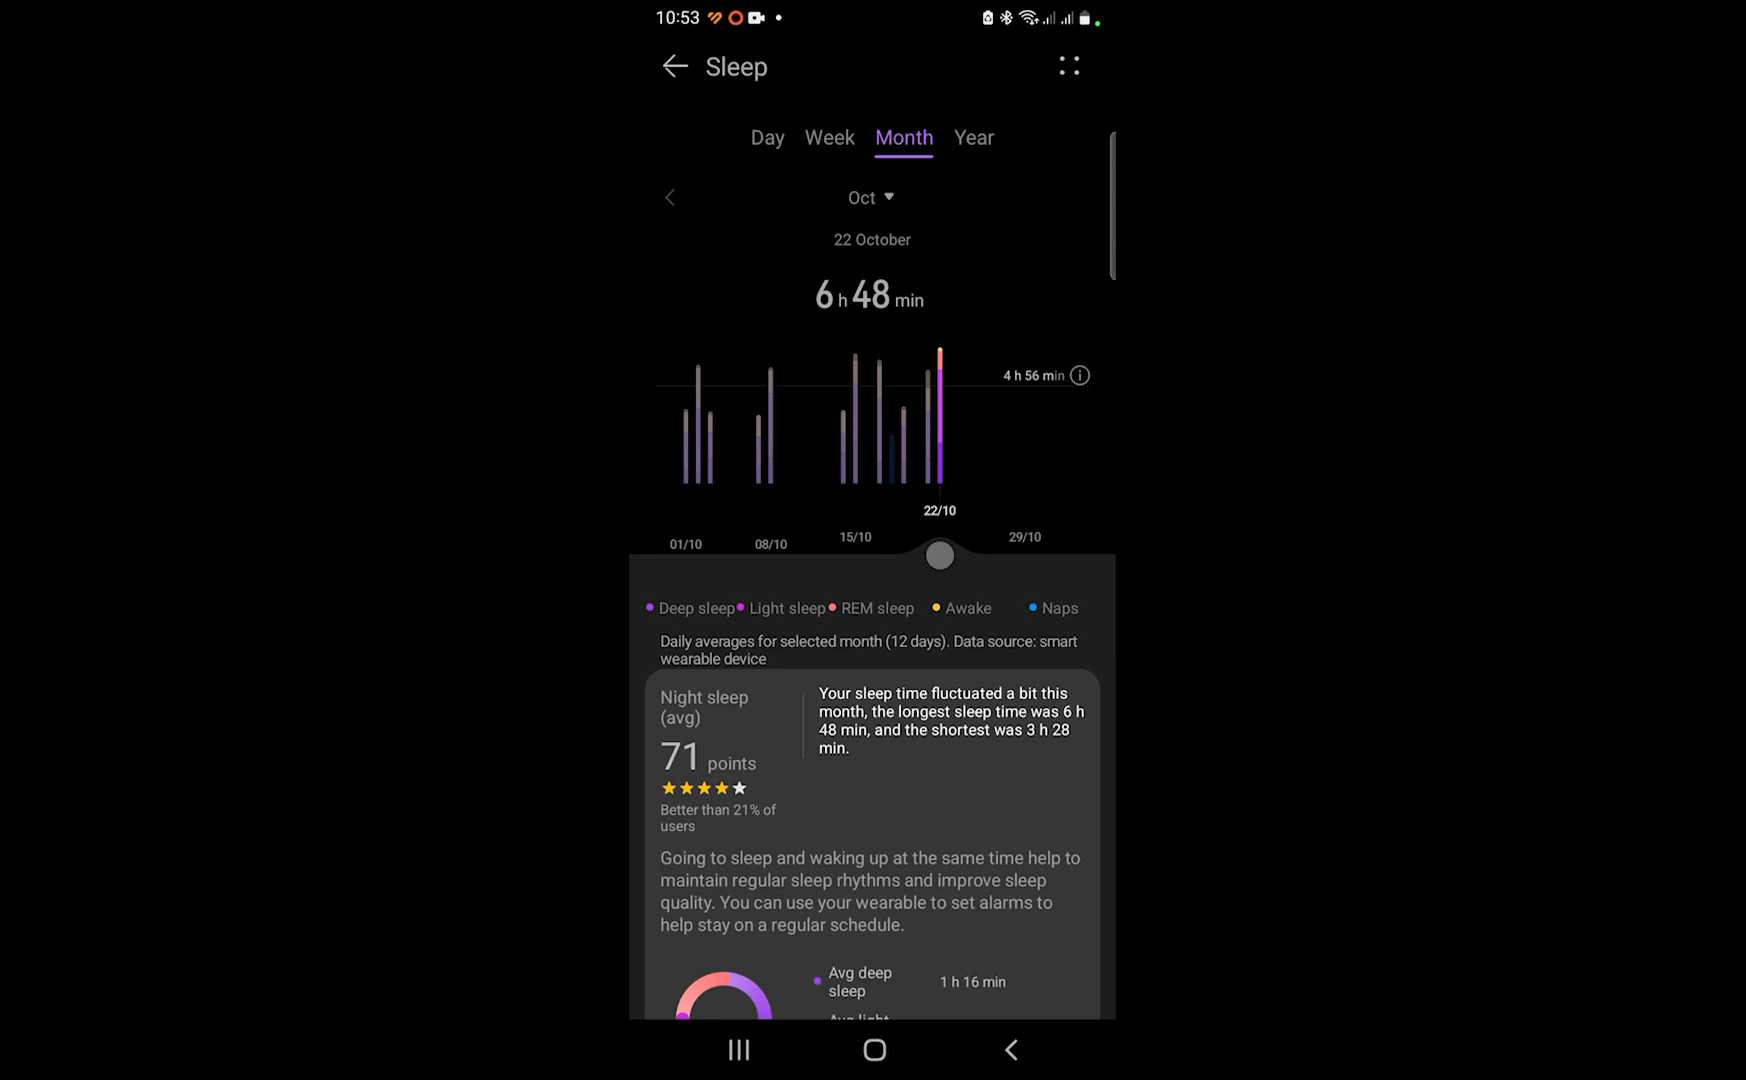 10:53
Sleep
Day Week Month Year
Oct
22 October
6 h 48 min
4 h 56 min
22/10
01/10 08/10 15/10 29/10
Deep sleep Light sleep REM sleep Awake Naps
Daily averages for selected month (12 days). Data source: smart
wearable device
Night sleep
(avg)
71 points
Better than 21% of
users
Your sleep time fluctuated a bit this
month, the longest sleep time was 6 h
48 min, and the shortest was 3 h 28
min.
Going to sleep and waking up at the same time help to
maintain regular sleep rhythms and improve sleep
quality. You can use your wearable to set alarms to
help stay on a regular schedule.
Avg deep
sleep
1 h 16 min
Avg light